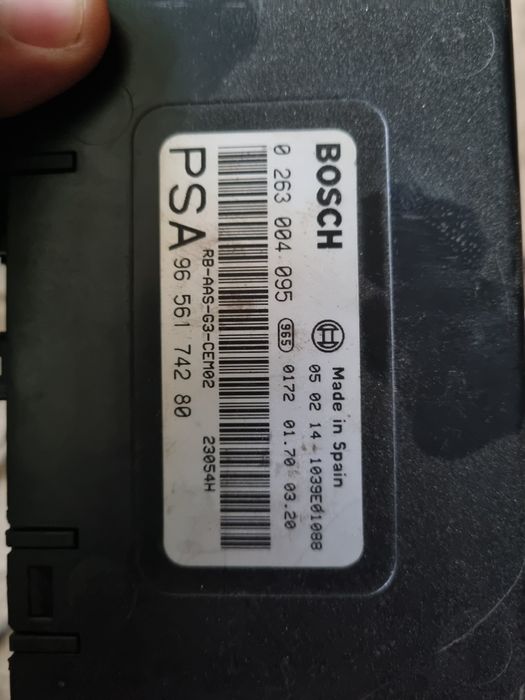 BOSCH Made in Spain
05 02 14 1039E01088
0 263 004 095 965 0172 01.70 03.20
RB-AAS-G3-CEM02 23054H
PSA 96 561 742 80